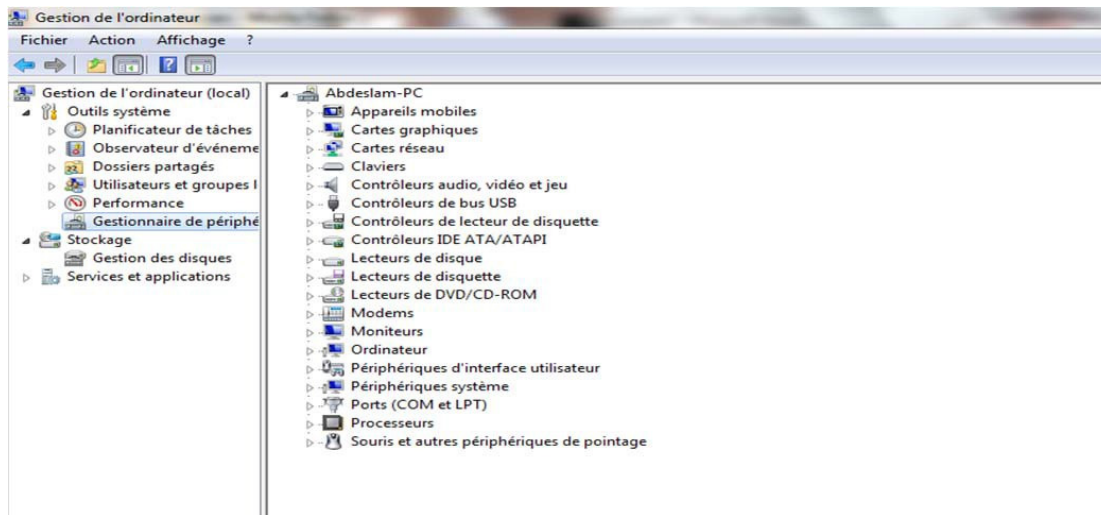 Gestion de l'ordinateur
Fichier Action Affichage ?
Gestion de l'ordinateur (local)
Outils système
Planificateur de tâches
Observateur d'événeme
Dossiers partagés
Utilisateurs et groupes l
Performance
Gestionnaire de périphé
Stockage
Gestion des disques
Services et applications
Abdeslam-PC
Appareils mobiles
Cartes graphiques
Cartes réseau
Claviers
Contrôleurs audio, vidéo et jeu
Contrôleurs de bus USB
Contrôleurs de lecteur de disquette
Contrôleurs IDE ATA/ATAPI
Lecteurs de disque
Lecteurs de disquette
Lecteurs de DVD/CD-ROM
Modems
Moniteurs
Ordinateur
Périphériques d'interface utilisateur
Périphériques système
Ports (COM et LPT)
Processeurs
Souris et autres périphériques de pointage